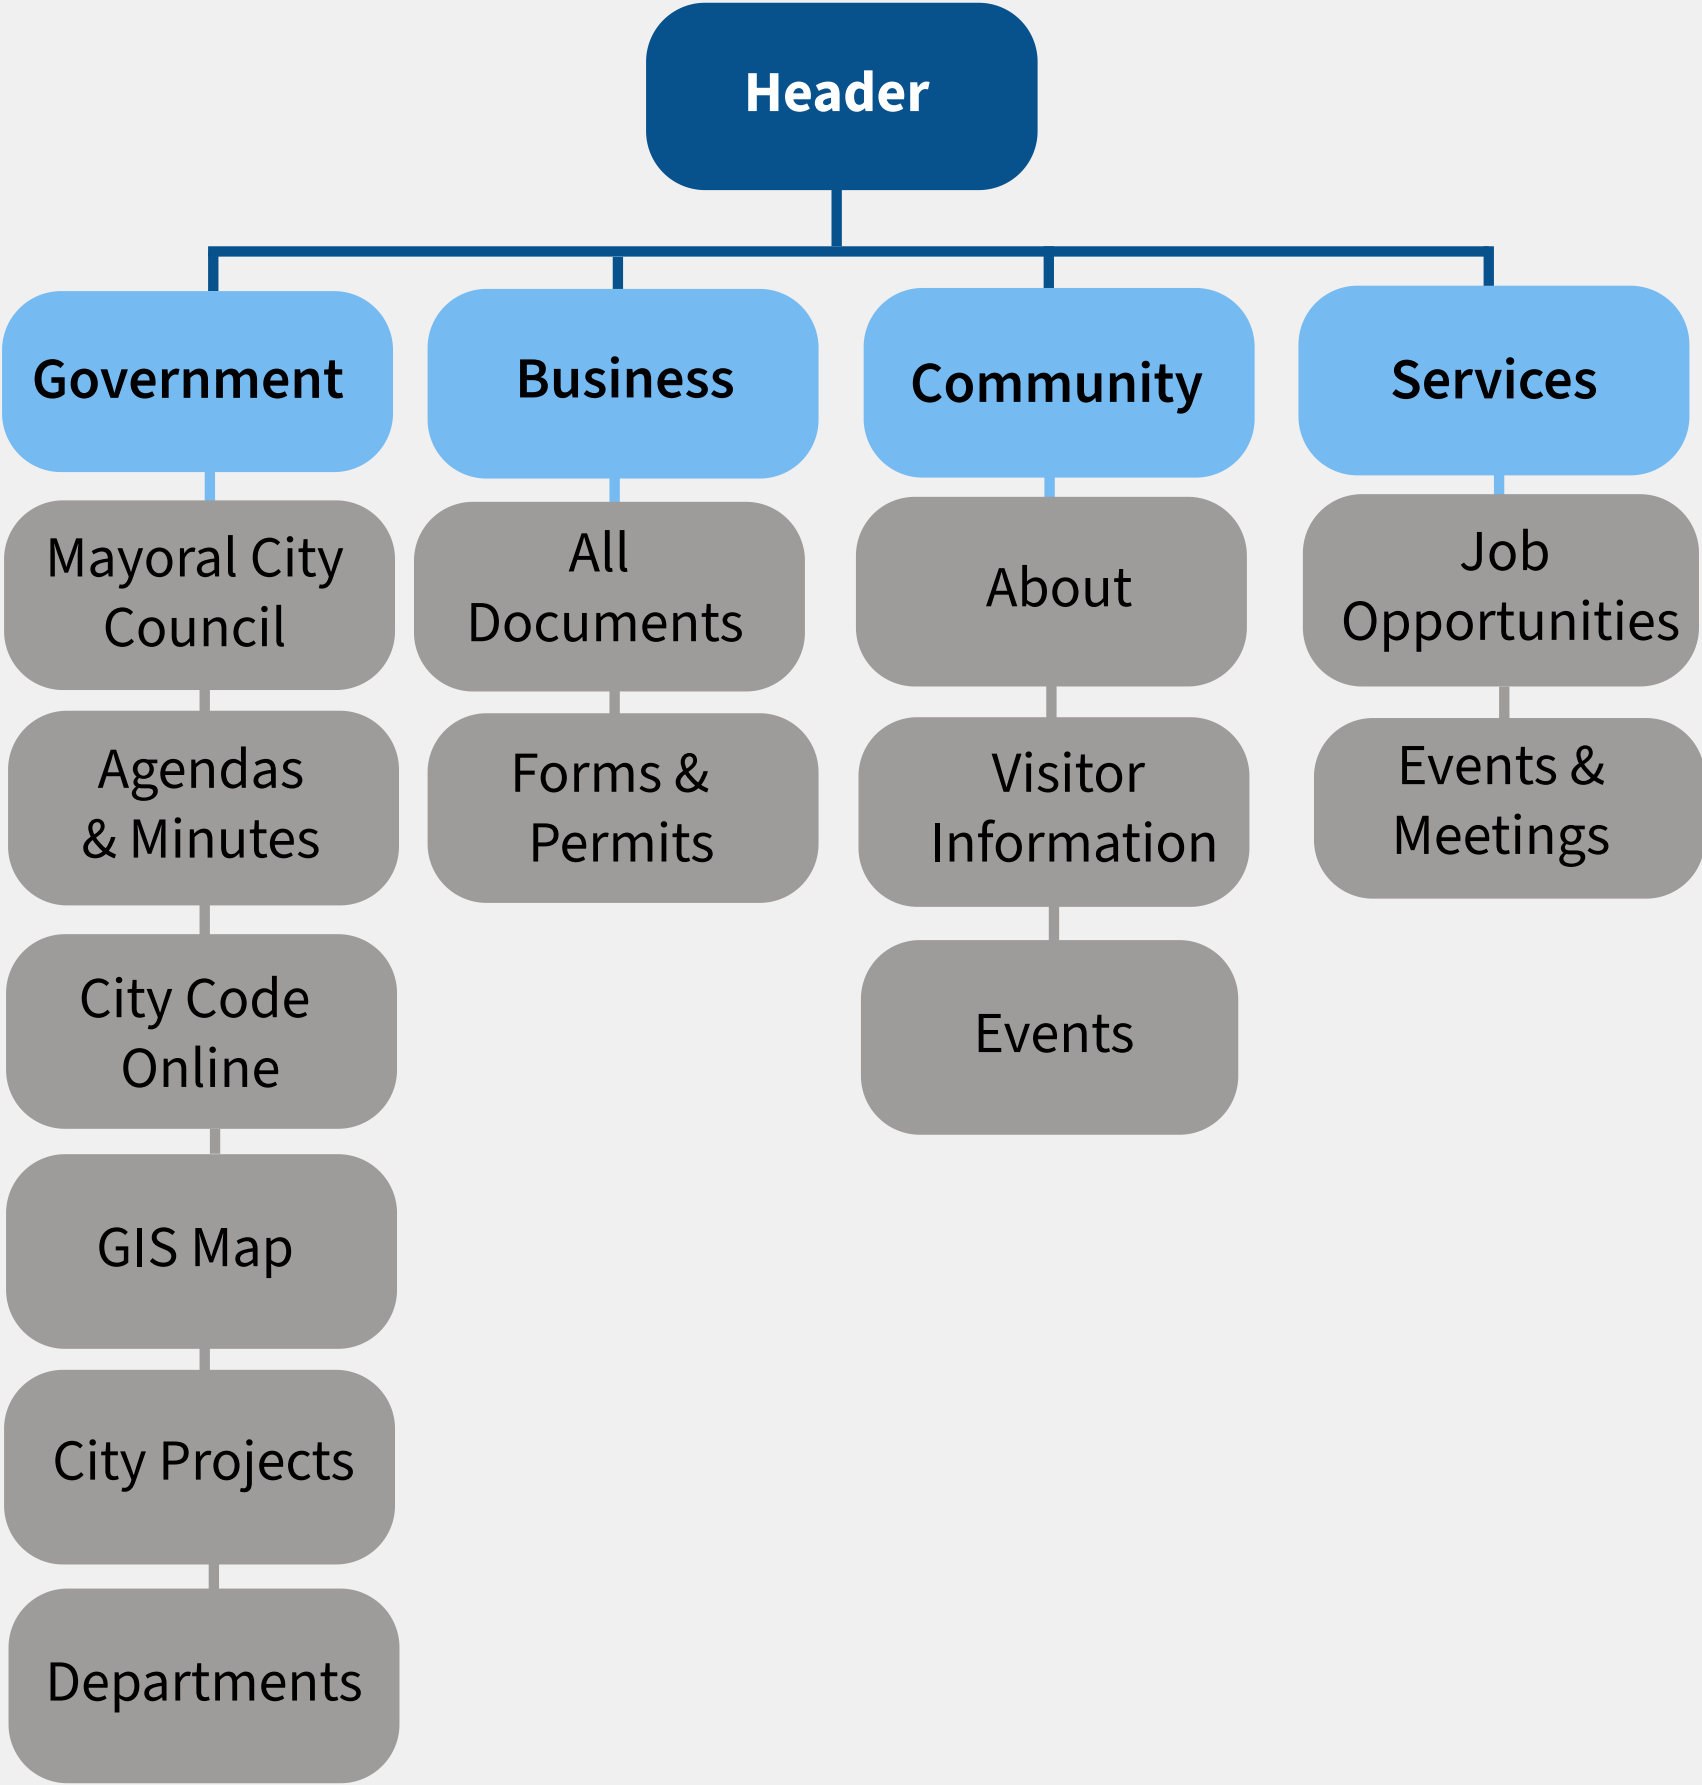 Header
Government
Business
Community
Services
Mayoral City
Council
All
Documents
About
Job
Opportunities
Agendas
& Minutes
Forms &
Permits
Visitor
Information
Events &
Meetings
City Code
Online
Events
GIS Map
City Projects
Departments